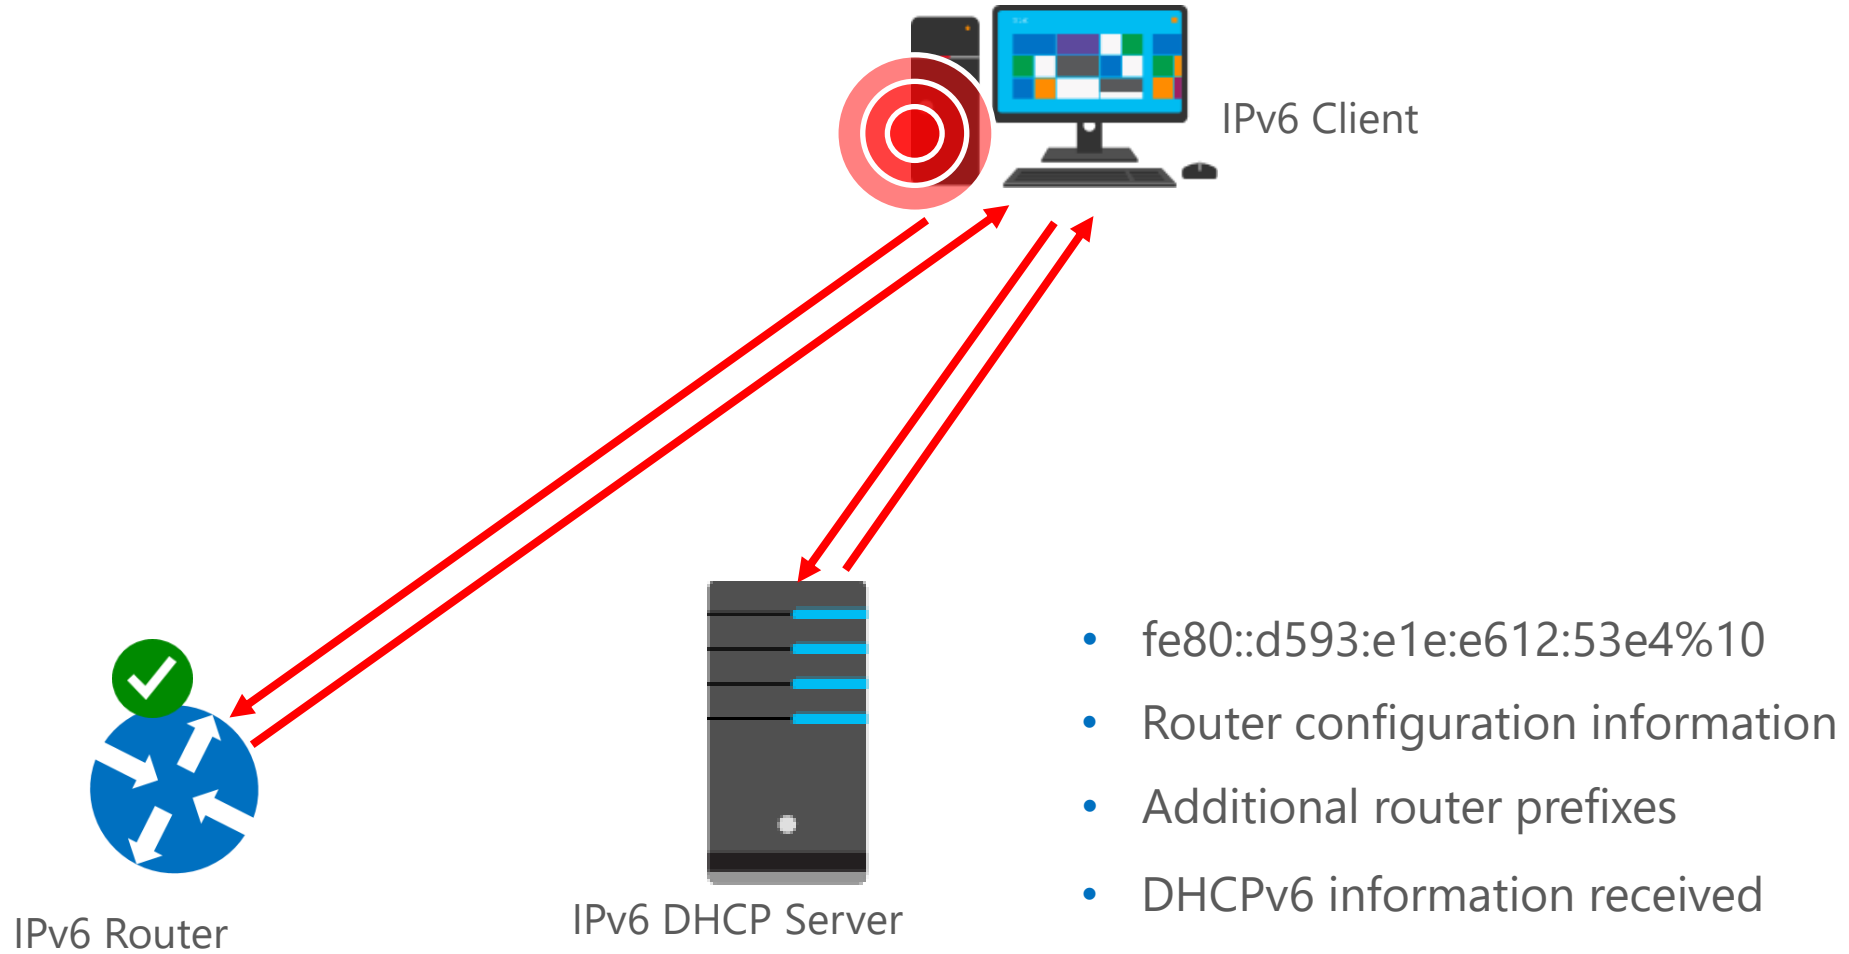 IPv6 Client
fe80::d593:e1e:e612:53e4%10
Router configuration information
Additional router prefixes
DHCPv6 information received
IPv6 DHCP Server
IPv6 Router